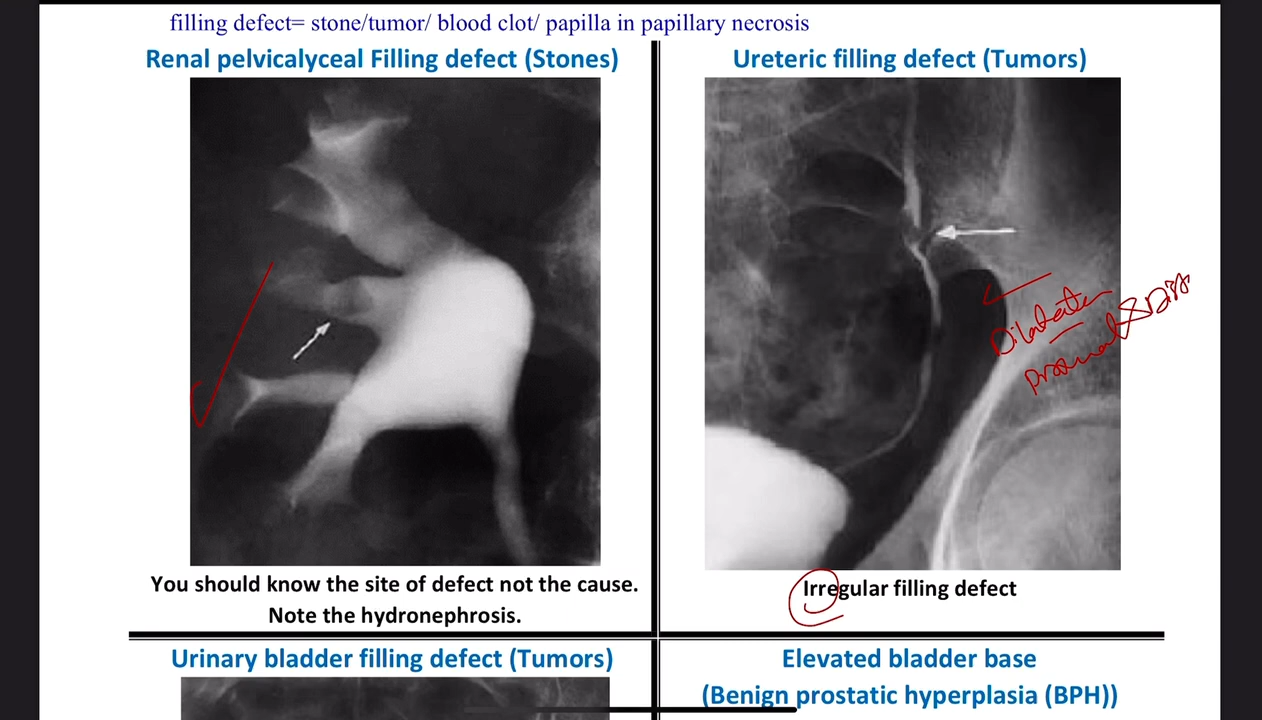 filling defect= stone/tumor/ blood clot/ papilla in papillary necrosis
Renal pelvicalyceal Filling defect (Stones)
You should know the site of defect not the cause.
Note the hydronephrosis.
Ureteric filling defect (Tumors)
Irregular filling defect
Urinary bladder filling defect (Tumors)
Elevated bladder base
(Benign prostatic hyperplasia (BPH))